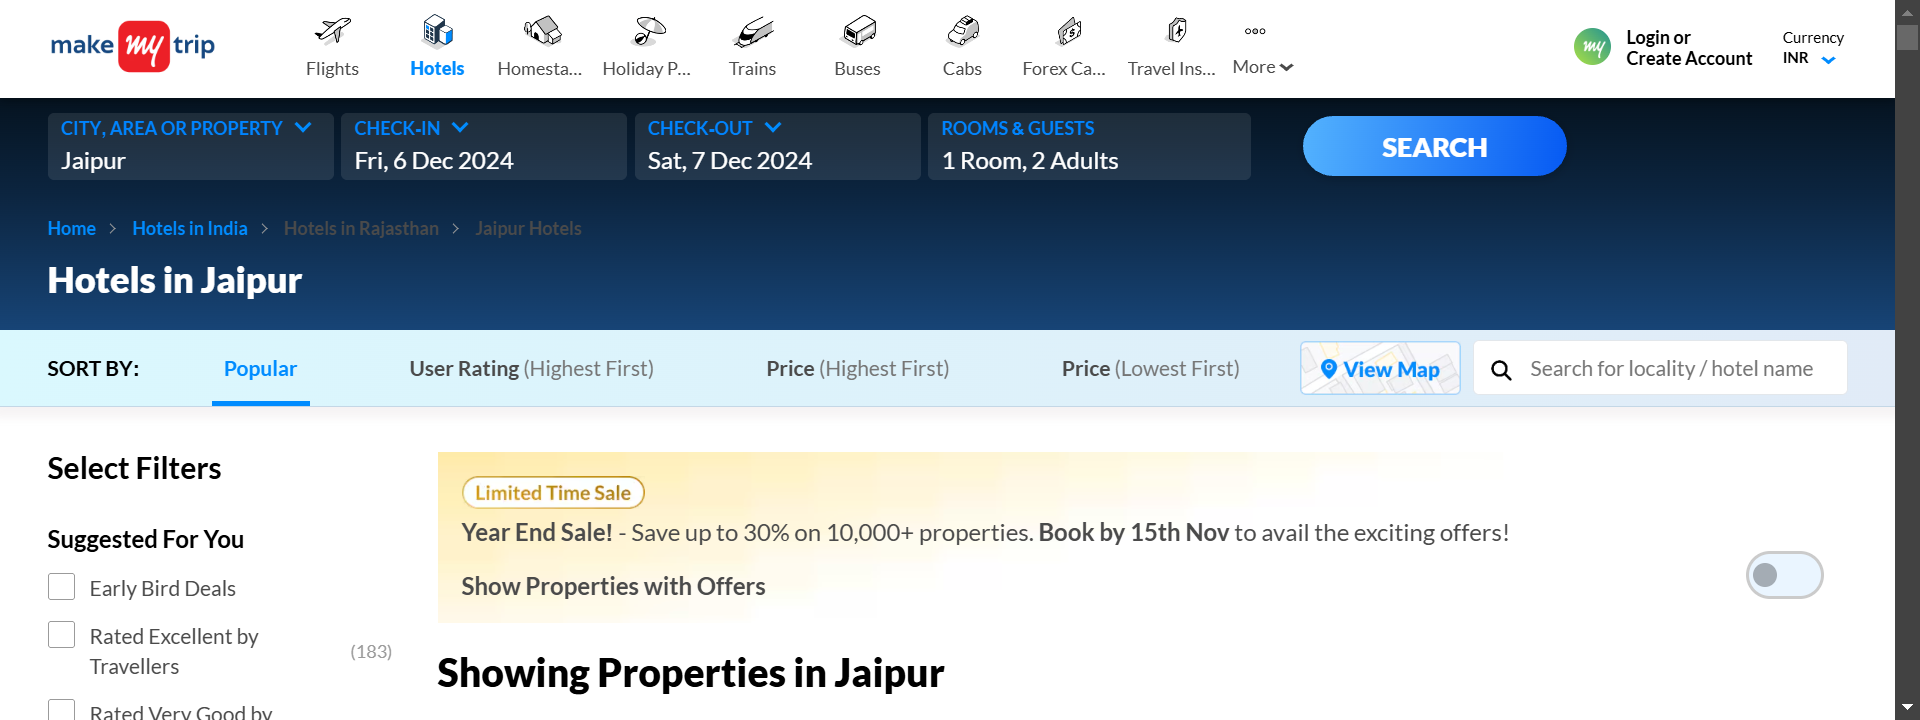 make my trip
Flights
Hotels
Homesta...
Holiday P...
Trains
Buses
Cabs
Forex Ca...
Travel Ins...
More
my
Login or
Create Account
Currency
INR
CITY, AREA OR PROPERTY
Jaipur
CHECK-IN
Fri, 6 Dec 2024
CHECK-OUT
Sat, 7 Dec 2024
ROOMS & GUESTS
1 Room, 2 Adults
SEARCH
Home > Hotels in India > Hotels in Rajasthan > Jaipur Hotels
Hotels in Jaipur
SORT BY:
Popular
User Rating (Highest First)
Price (Highest First)
Price (Lowest First)
View Map
Search for locality / hotel name
Select Filters
Suggested For You
Early Bird Deals
Rated Excellent by
Travellers
(183)
Rated Very Good by
Limited Time Sale
Year End Sale! - Save up to 30% on 10,000+ properties. Book by 15th Nov to avail the exciting offers!
Show Properties with Offers
Showing Properties in Jaipur